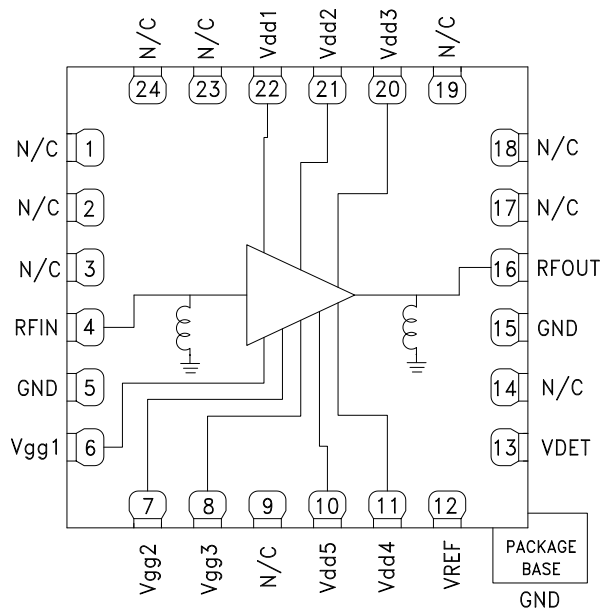 N/C
N/C
Vdd1
Vdd2
Vdd3
N/C
24
23
22
21
20
19
N/C 1
N/C 2
N/C 3
RFIN 4
GND 5
Vgg1 6
18 N/C
17 N/C
16 RFOUT
15 GND
14 N/C
13 VDET
7
8
9
10
11
12
Vgg2
Vgg3
N/C
Vdd5
Vdd4
VREF
PACKAGE
BASE
GND